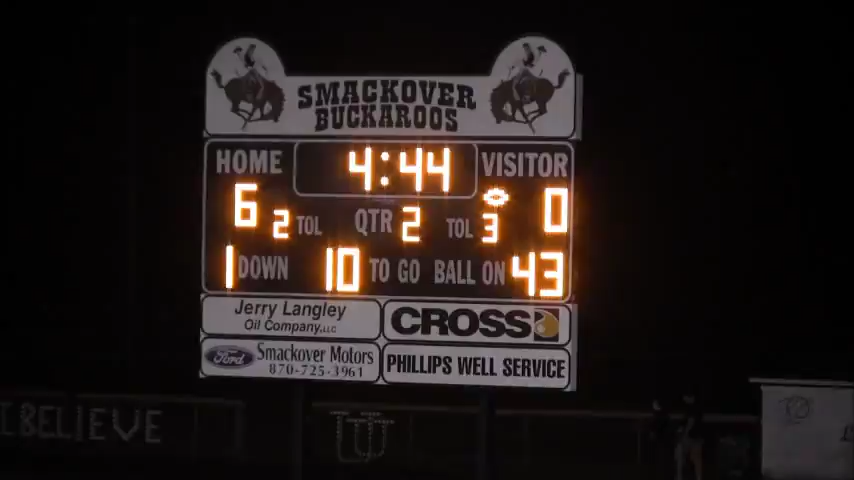 SMACKOVER
BUCKAROOS
HOME 4:44 VISITOR
6 2 TOL QTR 2 TOL 3 0
1 DOWN 10 TO GO BALL ON 43
Jerry Langley
Oil Company, LLC
CROSS
Ford Smackover Motors
870-725-3961
PHILLIPS WELL SERVICE
I BELIEVE